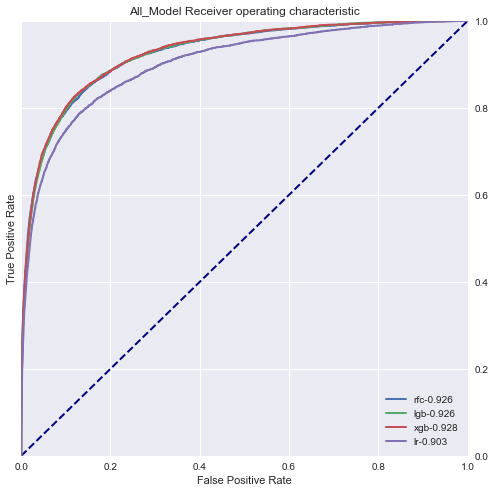 All_Model Receiver operating characteristic
1.0
0.8
0.6
0.4
0.2
0.0
True Positive Rate
rfc-0.926
lgb-0.926
xgb-0.928
lr-0.903
0.0 0.2 0.4 0.6 0.8 1.0
False Positive Rate